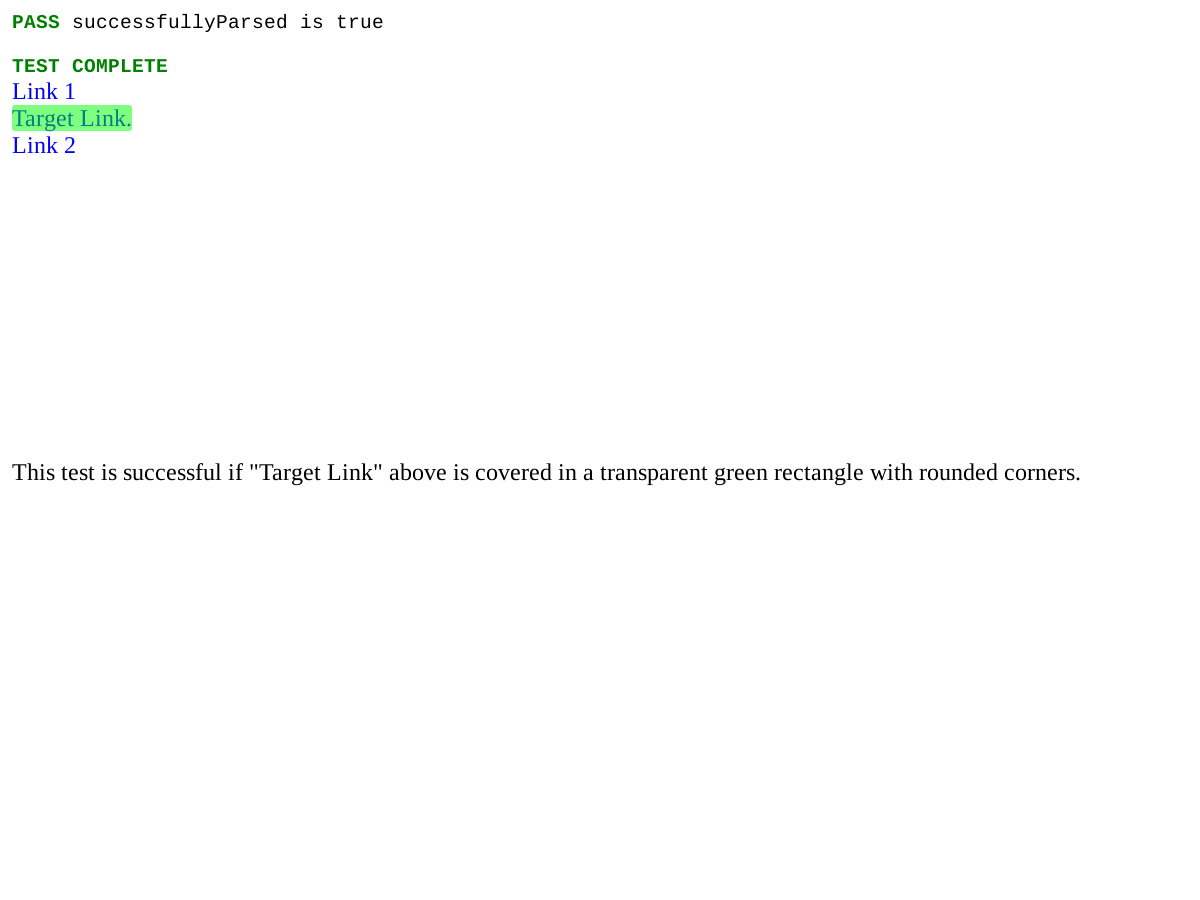 PASS successfullyParsed is true
TEST COMPLETE
Link 1
Target Link.
Link 2
This test is successful if "Target Link" above is covered in a transparent green rectangle with rounded corners.